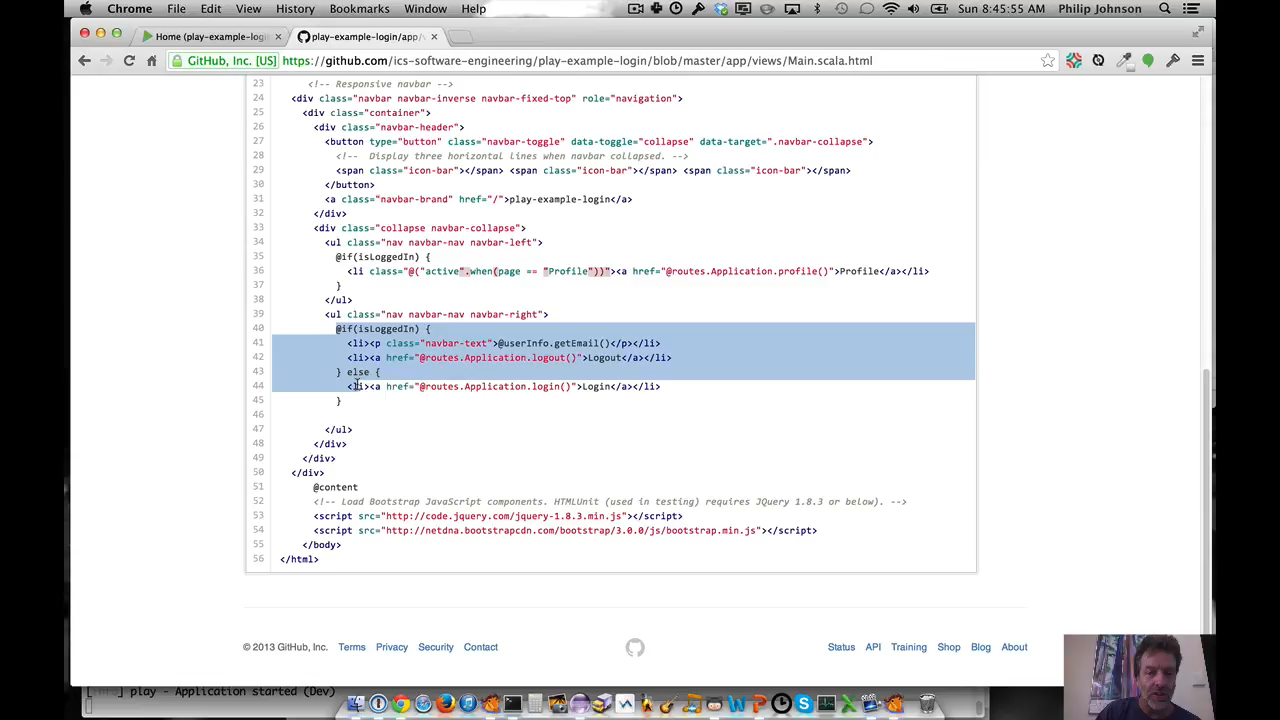 Chrome File Edit View History Bookmarks Window Help Sun 8:45:55 AM Philip Johnson
Home (play-example-logi × play-example-login/app/v ×
GitHub, Inc. [US] https://github.com/ics-software-engineering/play-example-login/blob/master/app/views/Main.scala.html
23 <!-- Responsive navbar -->
24 <div class="navbar navbar-inverse navbar-fixed-top" role="navigation">
25 <div class="container">
26 <div class="navbar-header">
27 <button type="button" class="navbar-toggle" data-toggle="collapse" data-target=".navbar-collapse">
28 <!-- Display three horizontal lines when navbar collapsed. -->
29 <span class="icon-bar"></span> <span class="icon-bar"></span> <span class="icon-bar"></span>
30 </button>
31 <a class="navbar-brand" href="/">play-example-login</a>
32 </div>
33 <div class="collapse navbar-collapse">
34 <ul class="nav navbar-nav navbar-left">
35 @if(isLoggedIn) {
36 <li class="@("active".when(page == "Profile"))"><a href="@routes.Application.profile()">Profile</a></li>
37 }
38 </ul>
39 <ul class="nav navbar-nav navbar-right">
40 @if(isLoggedIn) {
41 <li><p class="navbar-text">@userInfo.getEmail()</p></li>
42 <li><a href="@routes.Application.logout()">Logout</a></li>
43 } else {
44 <li><a href="@routes.Application.login()">Login</a></li>
45 }
46
47 </ul>
48 </div>
49 </div>
50 </div>
51 @content
52 <!-- Load Bootstrap JavaScript components. HTMLUnit (used in testing) requires JQuery 1.8.3 or below). -->
53 <script src="http://code.jquery.com/jquery-1.8.3.min.js"></script>
54 <script src="http://netdna.bootstrapcdn.com/bootstrap/3.0.0/js/bootstrap.min.js"></script>
55 </body>
56 </html>
© 2013 GitHub, Inc. Terms Privacy Security Contact Status API Training Shop Blog About
play - Application started (Dev)